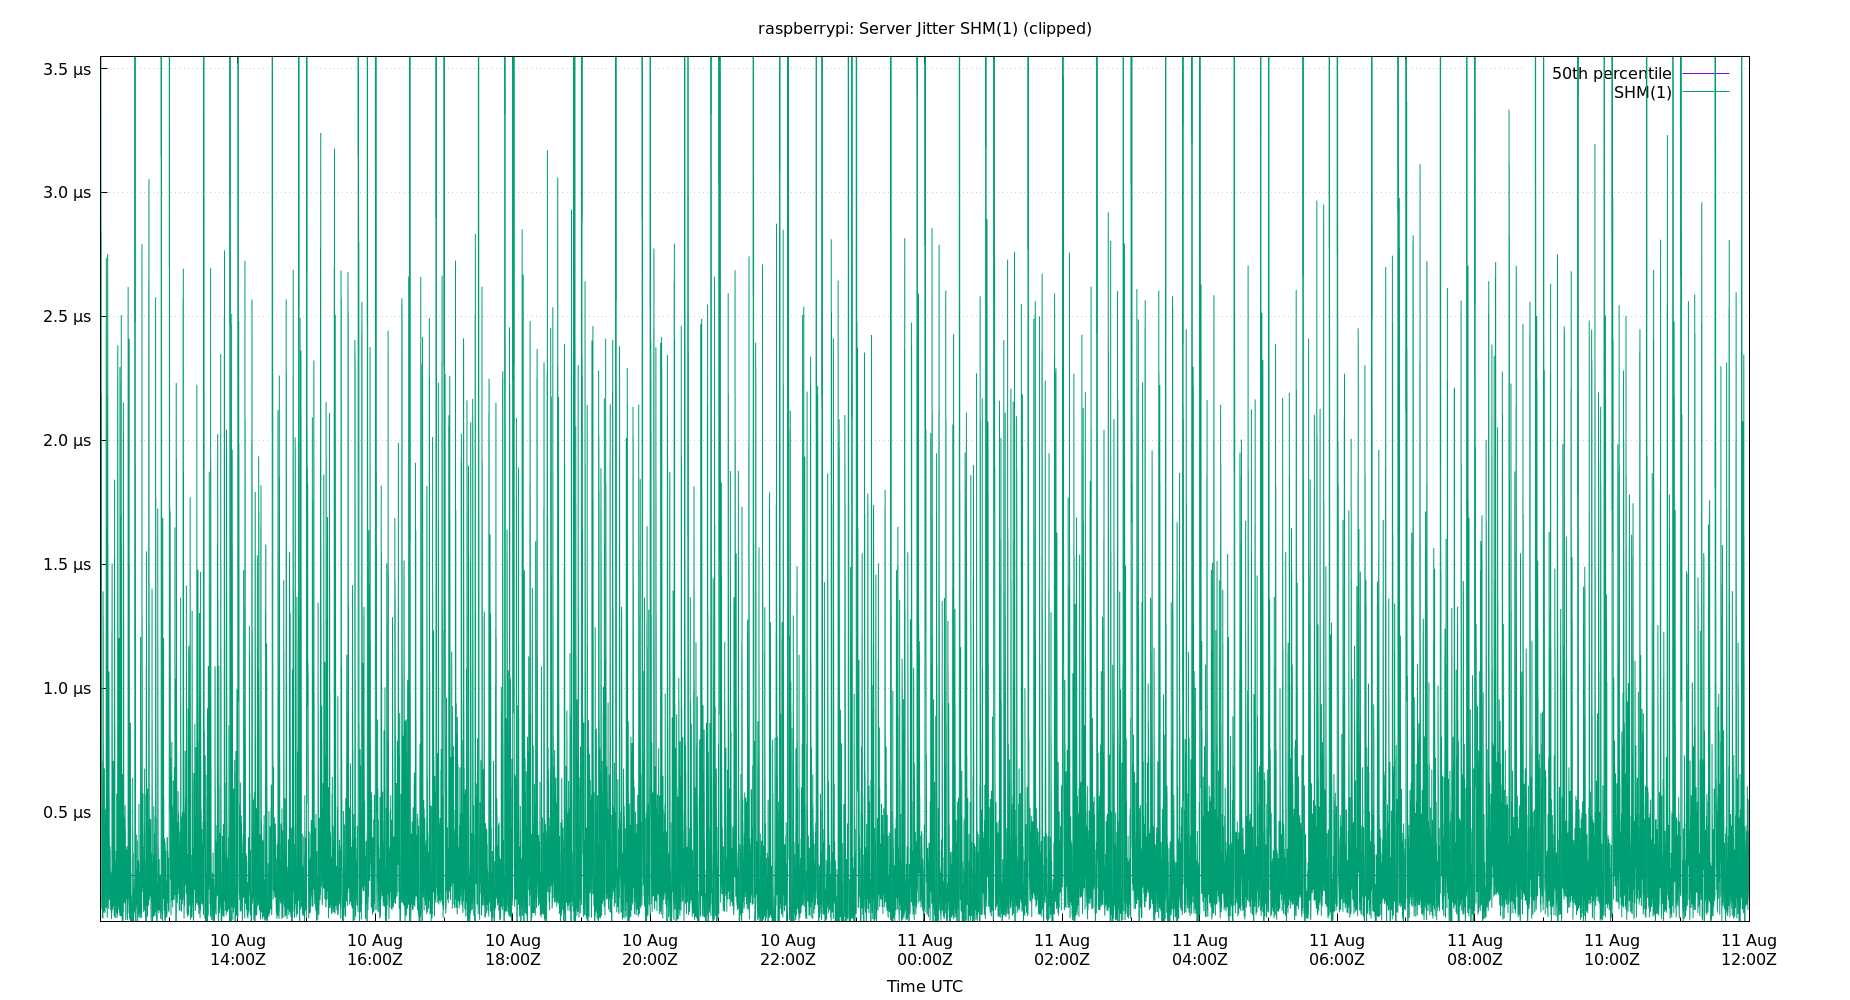 raspberrypi: Server Jitter SHM(1) (clipped)
50th percentile
SHM(1)
3.5 μs
3.0 μs
2.5 μs
2.0 μs
1.5 μs
1.0 μs
0.5 μs
10 Aug 10 Aug 10 Aug 10 Aug 10 Aug 11 Aug 11 Aug 11 Aug 11 Aug 11 Aug 11 Aug 11 Aug
14:00Z 16:00Z 18:00Z 20:00Z 22:00Z 00:00Z 02:00Z 04:00Z 06:00Z 08:00Z 10:00Z 12:00Z
Time UTC